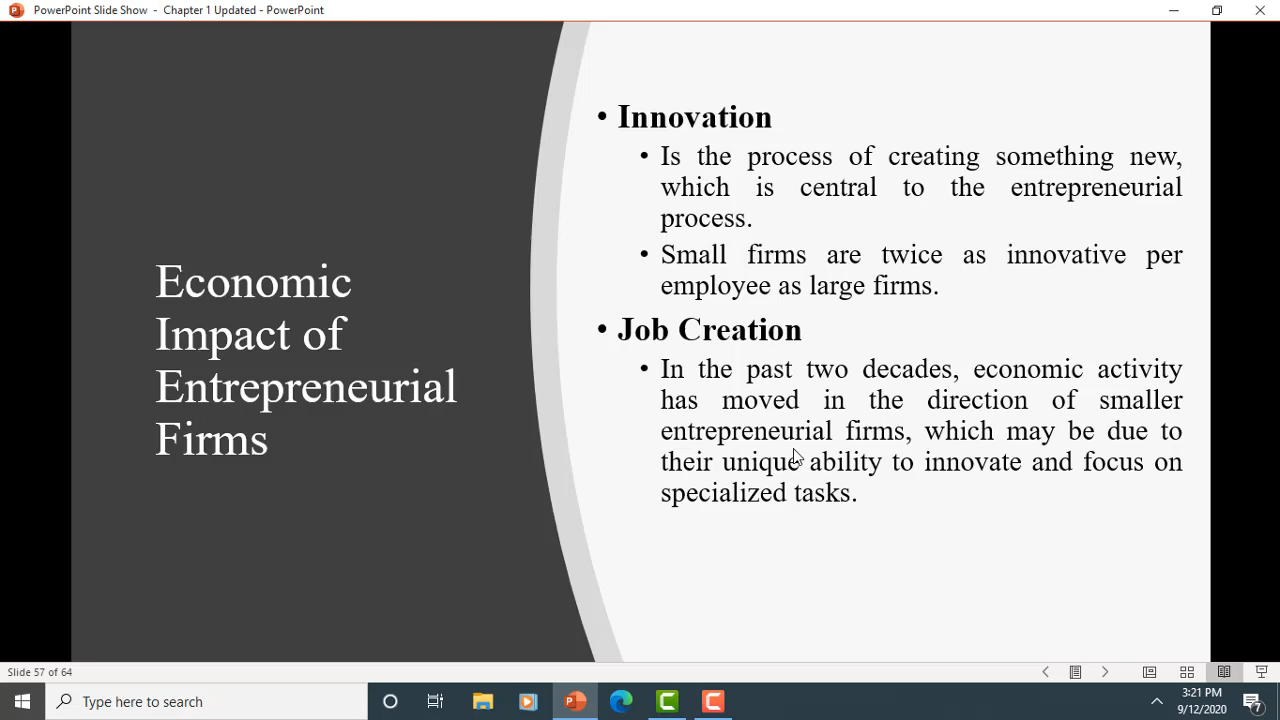 PowerPoint Slide Show - Chapter 1 Updated - PowerPoint
Economic
Impact of
Entrepreneurial
Firms
• Innovation
• Is the process of creating something new,
which is central to the entrepreneurial
process.
• Small firms are twice as innovative per
employee as large firms.
• Job Creation
• In the past two decades, economic activity
has moved in the direction of smaller
entrepreneurial firms, which may be due to
their unique ability to innovate and focus on
specialized tasks.
Slide 57 of 64
Type here to search
3:21 PM
9/12/2020
7